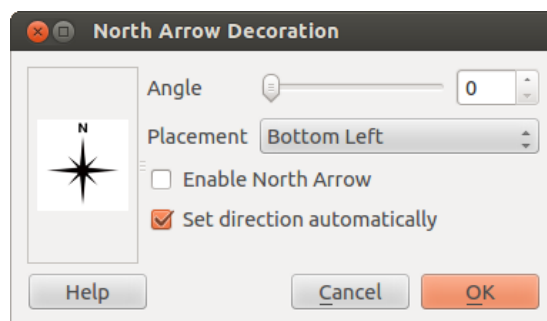 North Arrow Decoration
Angle 0
N
Placement Bottom Left
Enable North Arrow
Set direction automatically
Help Cancel OK